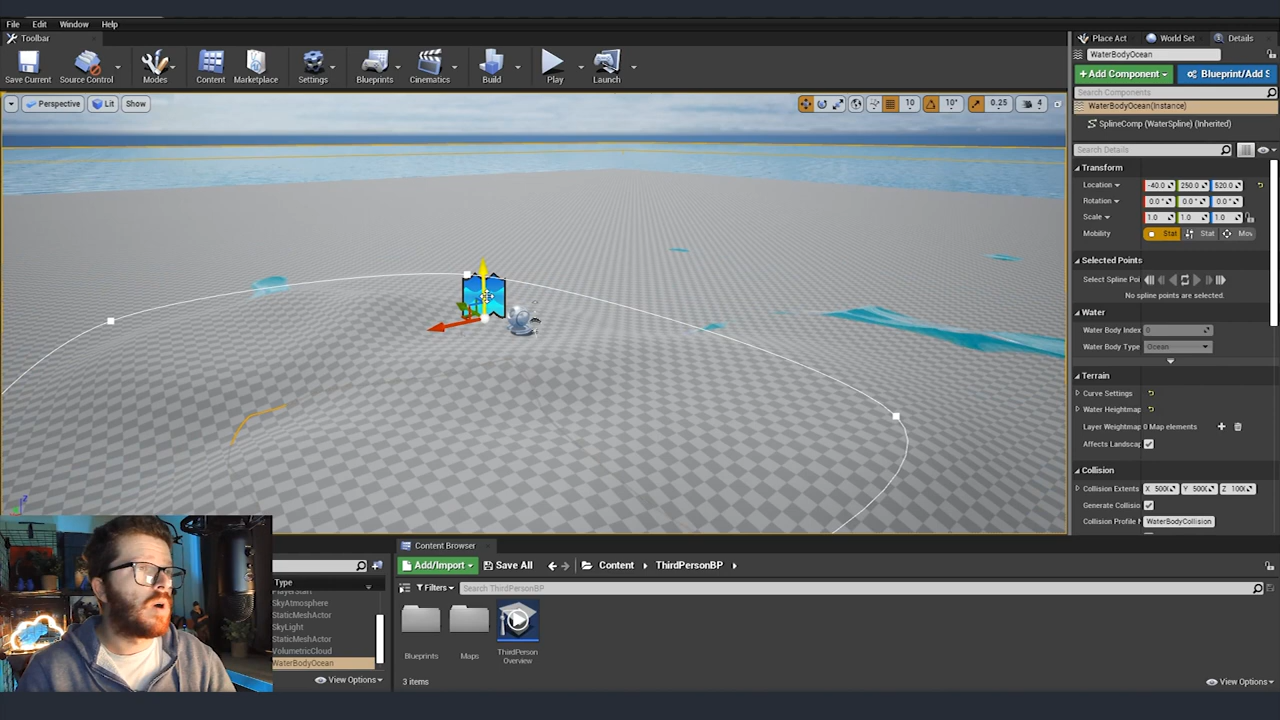 File Edit Window Help
Toolbar
Save Current Source Control Modes Content Marketplace Settings Blueprints Cinematics Build Play Launch
Perspective Lit Show
10 10° 0.25 4
Place Act World Set Details
WaterBodyOcean
+Add Component Blueprint/Add S
Search Components
WaterBodyOcean(Instance)
SplineComp (WaterSpline) (Inherited)
Search Details
Transform
Location -40.0 250.0 520.0
Rotation 0.0° 0.0° 0.0°
Scale 1.0 1.0 1.0
Mobility Stat Stat Mov
Selected Points
Select Spline Poi
No spline points are selected.
Water
Water Body Index 0
Water Body Type Ocean
Terrain
Curve Settings
Water Heightmap
Layer Weightmap 0 Map elements
Affects Landscap
Collision
Collision Extents X 500 Y 500 Z 100
Generate Collisio
Collision Profile N WaterBodyCollision
Type
PlayerStart
SkyAtmosphere
StaticMeshActor
SkyLight
StaticMeshActor
VolumetricCloud
WaterBodyOcean
View Options
Content Browser
Add/Import Save All Content ThirdPersonBP
Filters Search ThirdPersonBP
Blueprints Maps ThirdPerson
Overview
3 items
View Options